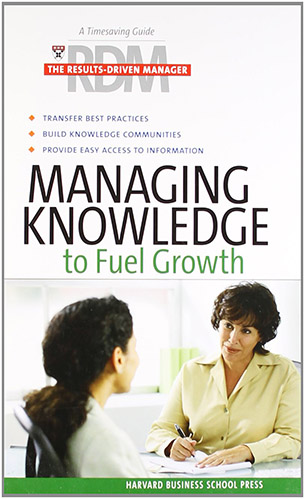 A Timesaving Guide
RDM
THE RESULTS-DRIVEN MANAGER
TRANSFER BEST PRACTICES
BUILD KNOWLEDGE COMMUNITIES
PROVIDE EASY ACCESS TO INFORMATION
MANAGING
KNOWLEDGE
to Fuel Growth
HARVARD BUSINESS SCHOOL PRESS